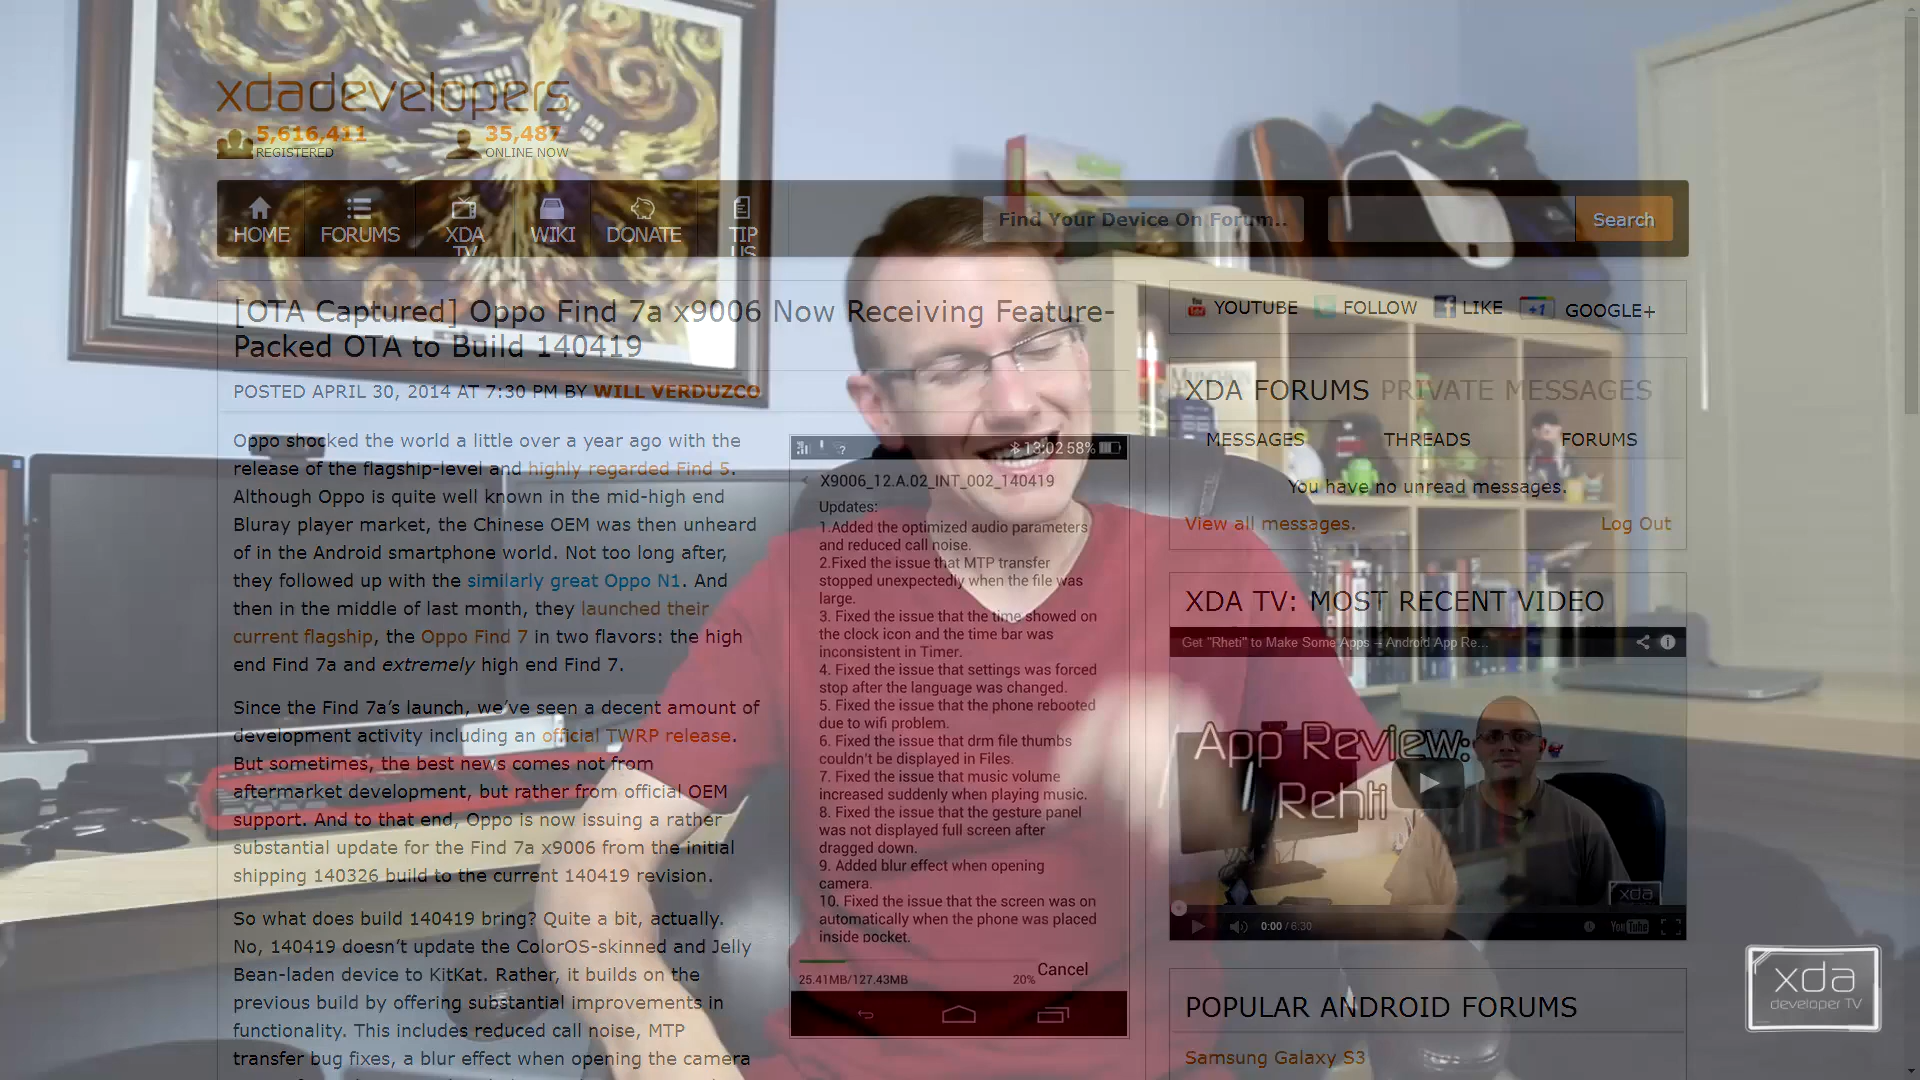 xdadevelopers
5,616,411
REGISTERED
35,487
ONLINE NOW
HOME
FORUMS
XDA
TV
WIKI
DONATE
TIP
US
Find Your Device On Forum..
Search
[OTA Captured] Oppo Find 7a x9006 Now Receiving Feature-
Packed OTA to Build 140419
POSTED APRIL 30, 2014 AT 7:30 PM BY WILL VERDUZCO
Oppo shocked the world a little over a year ago with the
release of the flagship-level and highly regarded Find 5.
Although Oppo is quite well known in the mid-high end
Bluray player market, the Chinese OEM was then unheard
of in the Android smartphone world. Not too long after,
they followed up with the similarly great Oppo N1. And
then in the middle of last month, they launched their
current flagship, the Oppo Find 7 in two flavors: the high
end Find 7a and extremely high end Find 7.
Since the Find 7a's launch, we've seen a decent amount of
development activity including an official TWRP release.
But sometimes, the best news comes not from
aftermarket development, but rather from official OEM
support. And to that end, Oppo is now issuing a rather
substantial update for the Find 7a x9006 from the initial
shipping 140326 build to the current 140419 revision.
So what does build 140419 bring? Quite a bit, actually.
No, 140419 doesn't update the ColorOS-skinned and Jelly
Bean-laden device to KitKat. Rather, it builds on the
previous build by offering substantial improvements in
functionality. This includes reduced call noise, MTP
transfer bug fixes, a blur effect when opening the camera
13:02 58%
X9006_12.A.02_INT_002_140419
Updates:
1.Added the optimized audio parameters
and reduced call noise.
2.Fixed the issue that MTP transfer
stopped unexpectedly when the file was
large.
3. Fixed the issue that the time showed on
the clock icon and the time bar was
inconsistent in Timer.
4. Fixed the issue that settings was forced
stop after the language was changed.
5. Fixed the issue that the phone rebooted
due to wifi problem.
6. Fixed the issue that drm file thumbs
couldn't be displayed in Files.
7. Fixed the issue that music volume
increased suddenly when playing music.
8. Fixed the issue that the gesture panel
was not displayed full screen after
dragged down.
9. Added blur effect when opening
camera.
10. Fixed the issue that the screen was on
automatically when the phone was placed
inside pocket.
25.41MB/127.43MB
20%
Cancel
YOUTUBE
FOLLOW
LIKE
+1
GOOGLE+
XDA FORUMS PRIVATE MESSAGES
MESSAGES
THREADS
FORUMS
You have no unread messages.
View all messages.
Log Out
XDA TV: MOST RECENT VIDEO
Get "Rheti" to Make Some Apps – Android App Re...
App Review:
Rehti
xda
0:00 / 6:30
YouTube
POPULAR ANDROID FORUMS
Samsung Galaxy S3
xda
developer TV